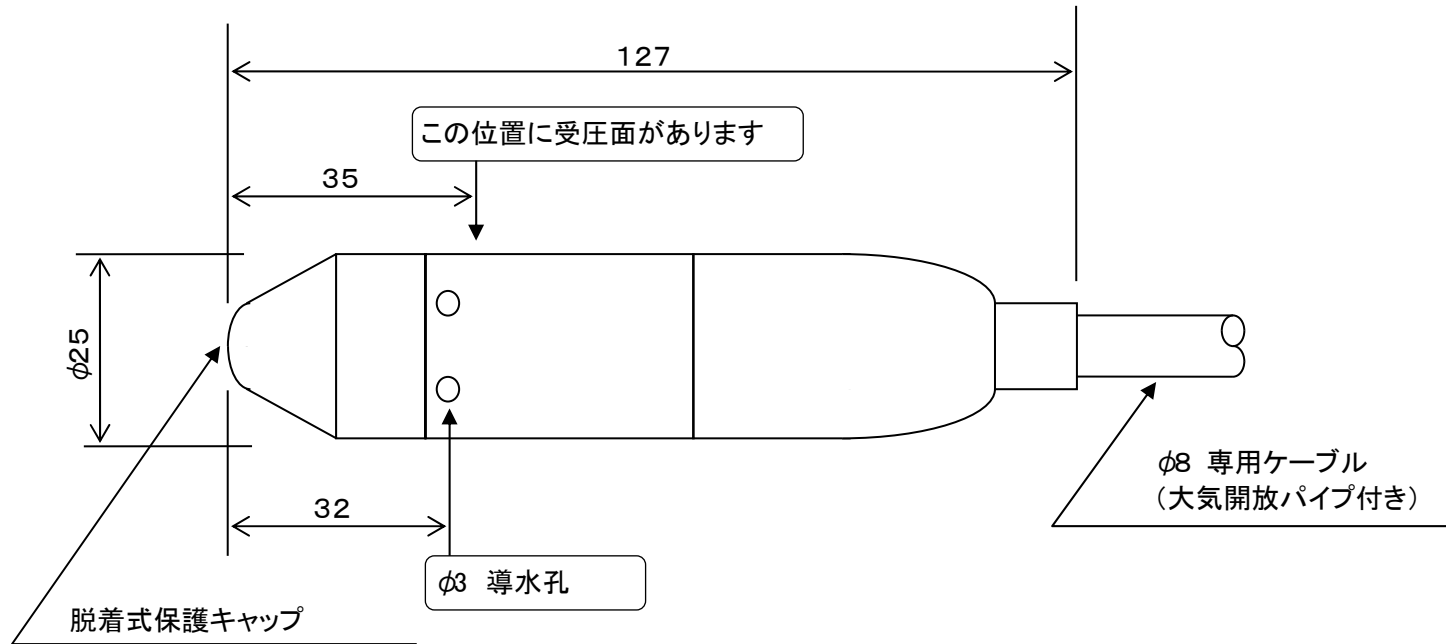 127
この位置に受圧面があります
35
φ25
φ8 専用ケーブル
(大気開放パイプ付き)
32
φ3 導水孔
脱着式保護キャップ